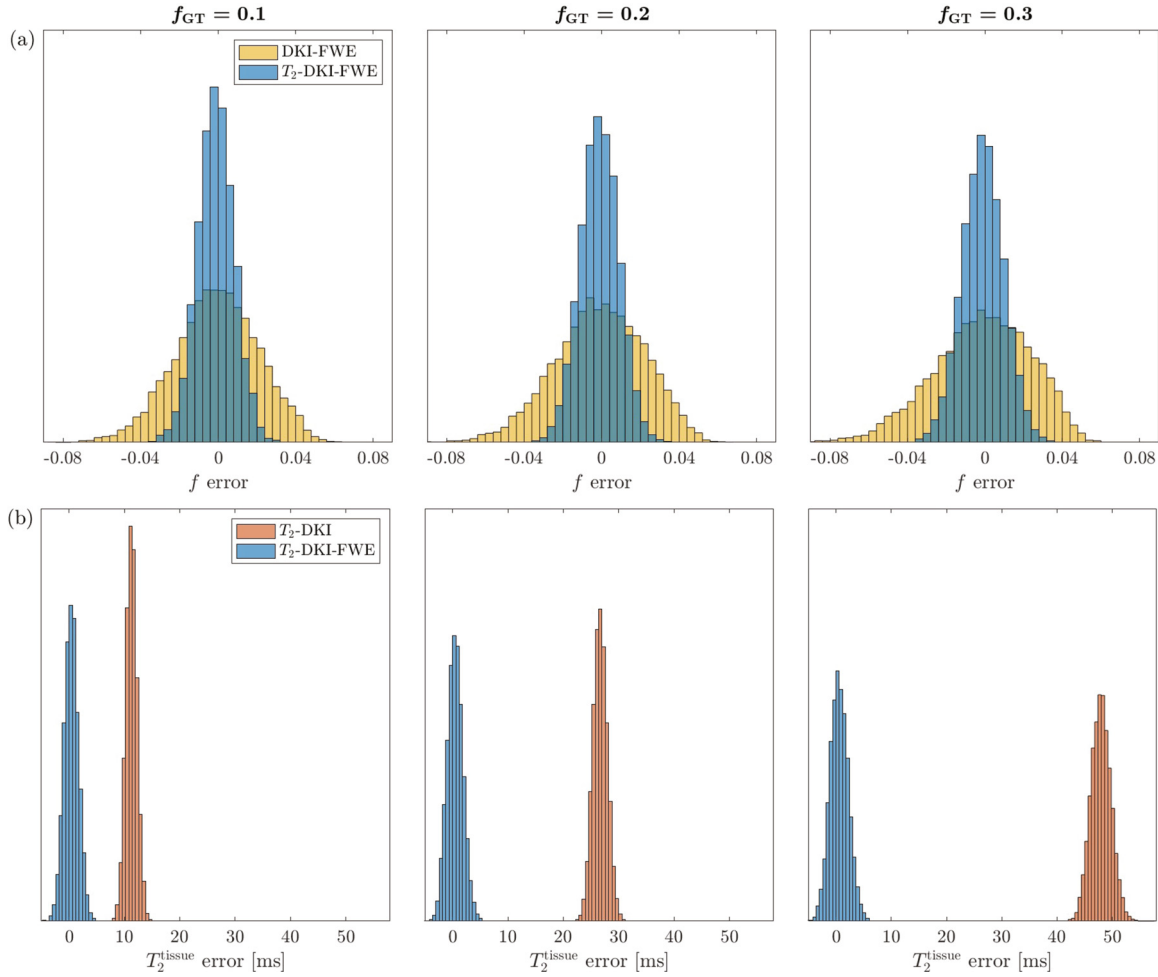 f_GT = 0.1 f_GT = 0.2 f_GT = 0.3
(a)
DKI-FWE
T₂-DKI-FWE
-0.08 -0.04 0 0.04 0.08 -0.08 -0.04 0 0.04 0.08 -0.08 -0.04 0 0.04 0.08
f error f error f error
(b)
T₂-DKI
T₂-DKI-FWE
0 10 20 30 40 50 0 10 20 30 40 50 0 10 20 30 40 50
T₂^tissue error [ms] T₂^tissue error [ms] T₂^tissue error [ms]